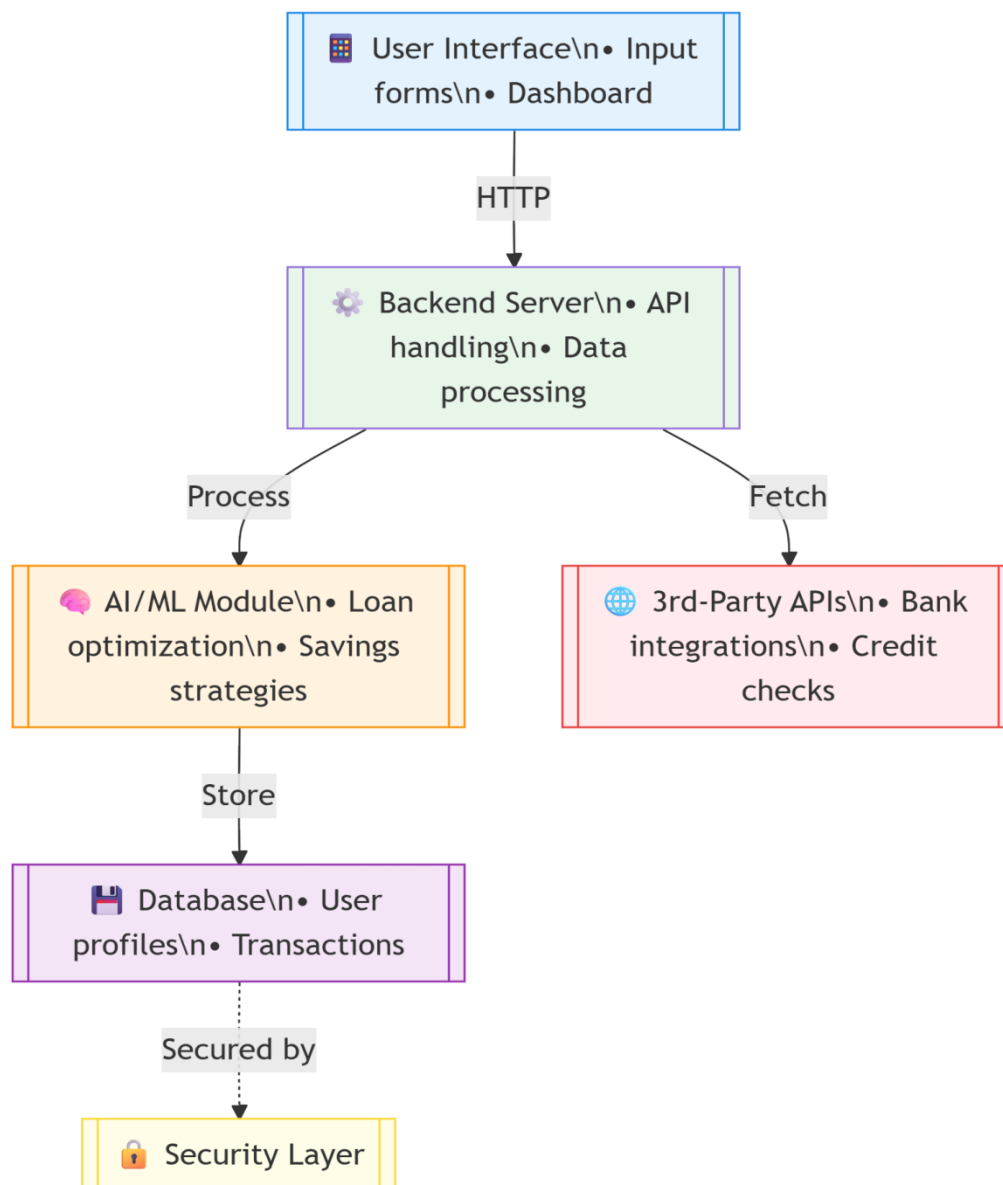 User Interface\n• Input
forms\n• Dashboard
HTTP
Backend Server\n• API
handling\n• Data
processing
Process
Fetch
AI/ML Module\n• Loan
optimization\n• Savings
strategies
3rd-Party APIs\n• Bank
integrations\n• Credit
checks
Store
Database\n• User
profiles\n• Transactions
Secured by
Security Layer